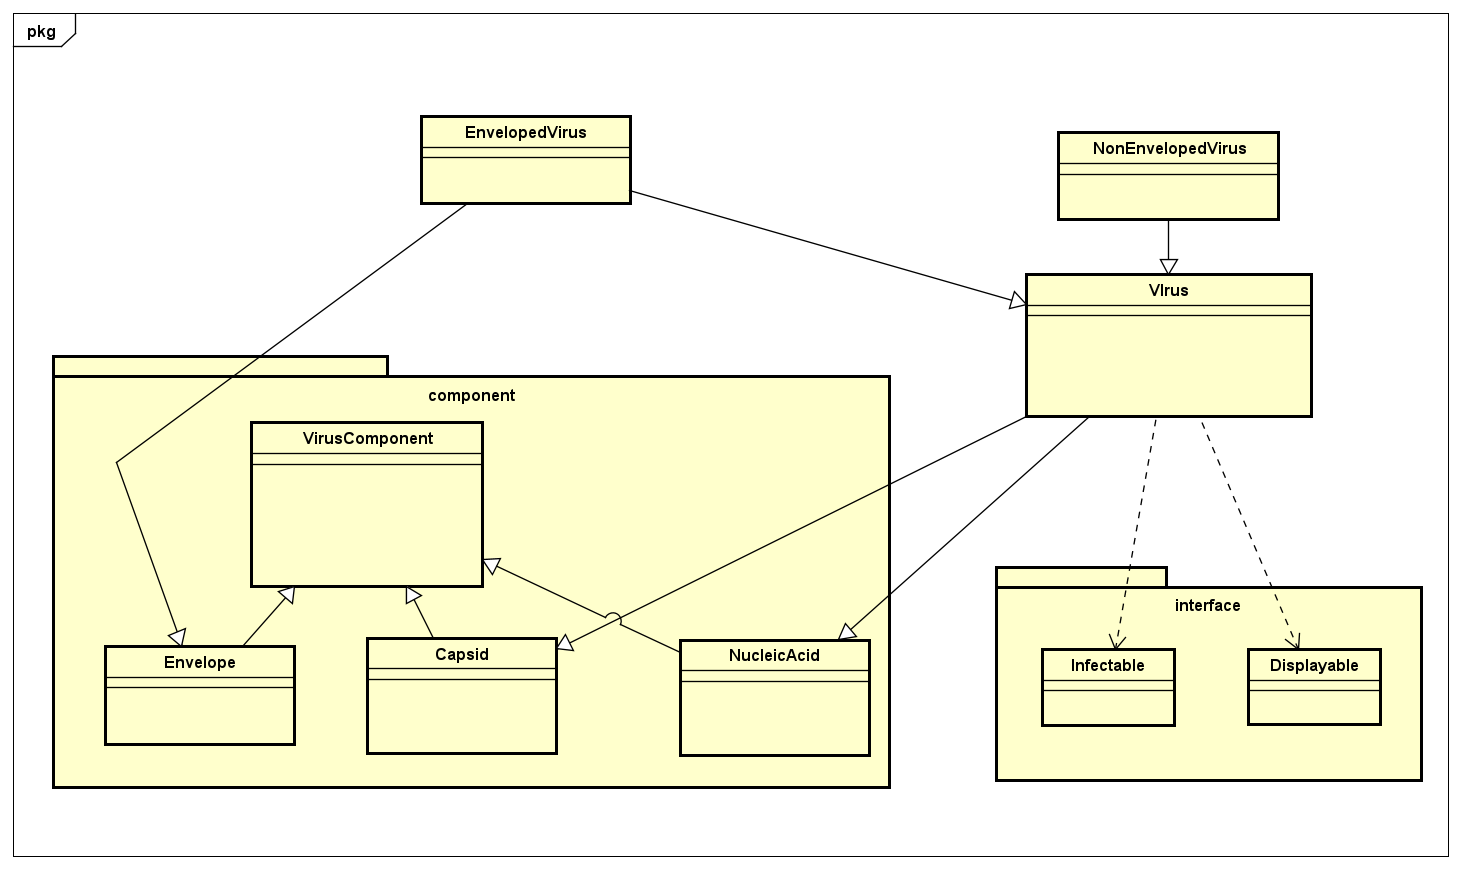 pkg
EnvelopedVirus
NonEnvelopedVirus
VIrus
component
VirusComponent
Envelope
Capsid
NucleicAcid
interface
Infectable
Displayable